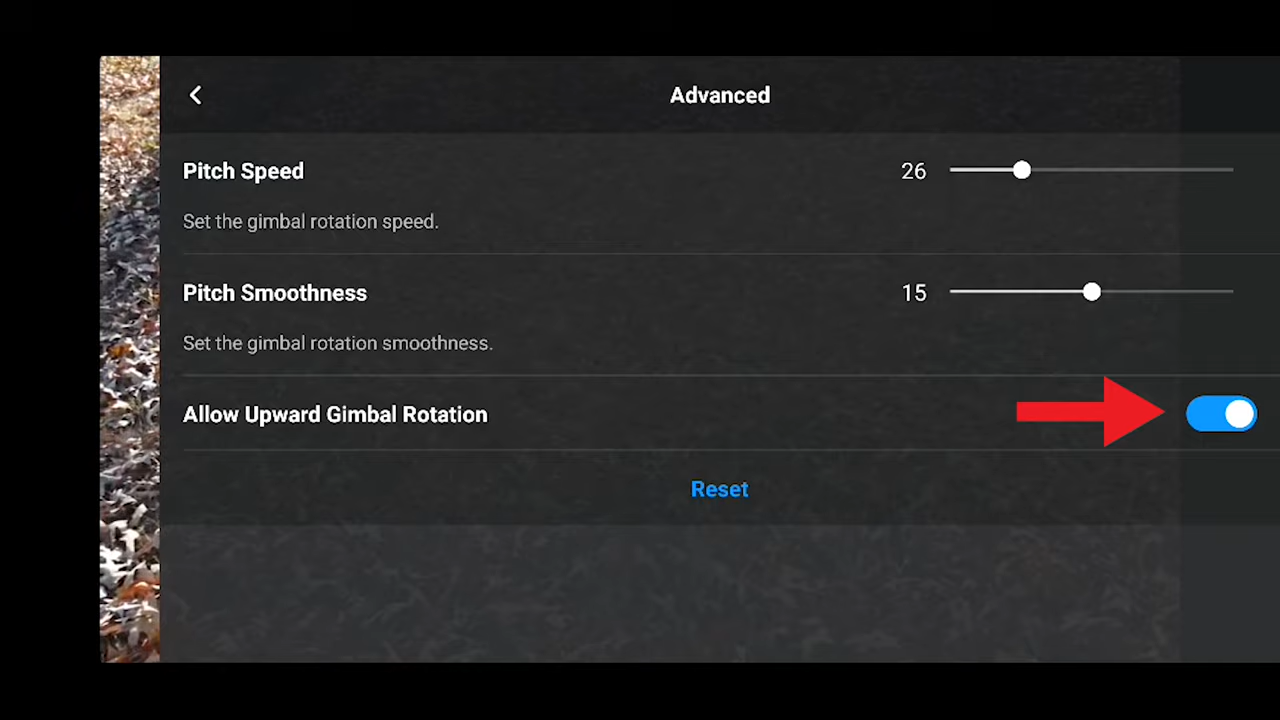 Advanced
Pitch Speed 26
Set the gimbal rotation speed.
Pitch Smoothness 15
Set the gimbal rotation smoothness.
Allow Upward Gimbal Rotation
Reset